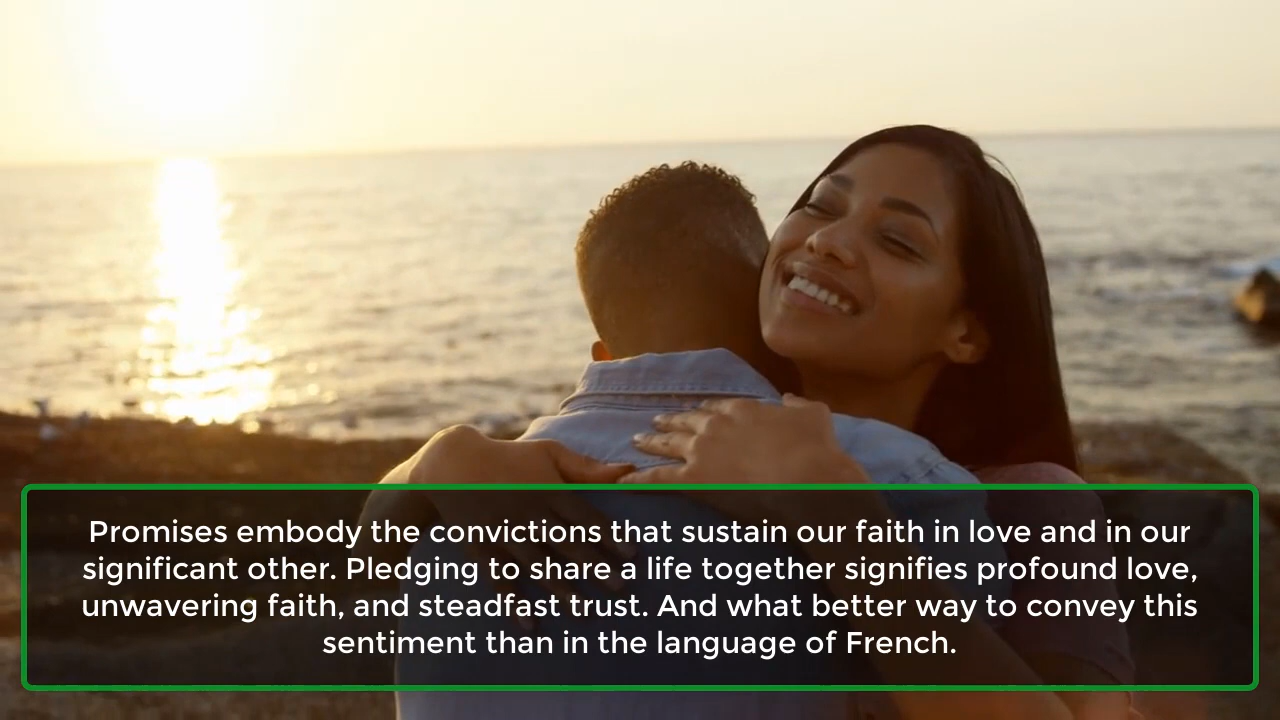 Promises embody the convictions that sustain our faith in love and in our
significant other. Pledging to share a life together signifies profound love,
unwavering faith, and steadfast trust. And what better way to convey this
sentiment than in the language of French.